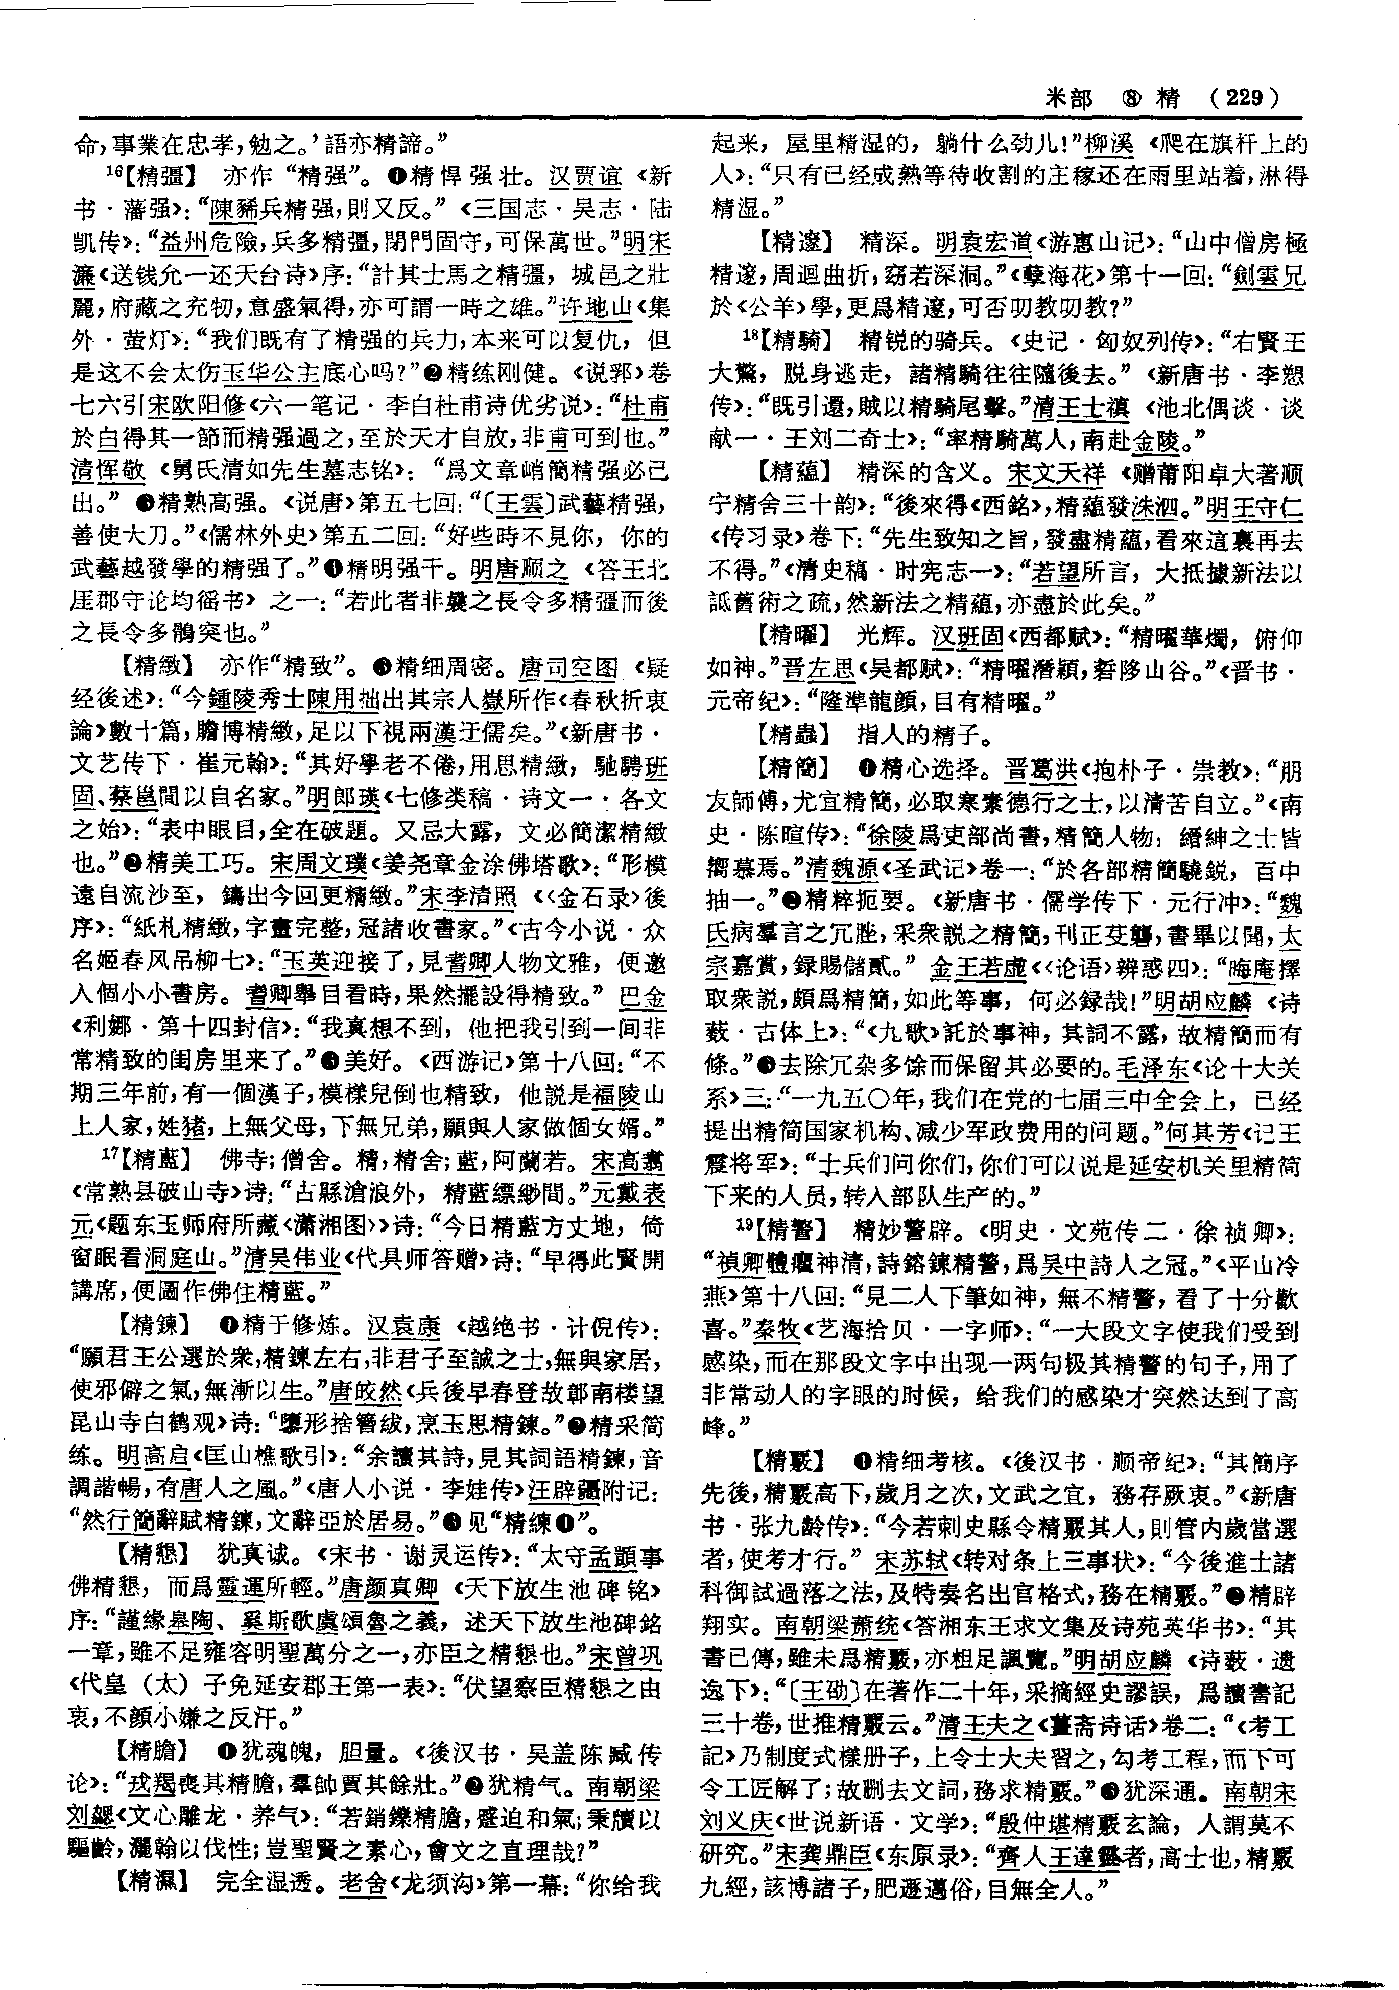 米部 ⑧ 精 (229)
命,事業在忠孝,勉之。’語亦精諦。”
¹⁶【精彊】 亦作“精强”。❶精悍强壮。汉贾谊《新
书·藩强》:“陳豨兵精强,則又反。”《三国志·吴志·陆
凯传》:“益州危險,兵多精彊,閉門固守,可保萬世。”明宋
濂《送钱允一还天台诗》序:“計其士馬之精彊,城邑之壯
麗,府藏之充牣,意盛氣得,亦可謂一時之雄。”许地山《集
外·萤灯》:“我们既有了精强的兵力,本来可以复仇,但
是这不会太伤玉华公主底心吗?”❷精练刚健。《说郛》卷
七六引宋欧阳修《六一笔记·李白杜甫诗优劣说》:“杜甫
於白得其一節而精强過之,至於天才自放,非甫可到也。”
清恽敬《舅氏清如先生墓志铭》:“爲文章峭簡精强必己
出。”❸精熟高强。《说唐》第五七回:“〔王雲〕武藝精强,
善使大刀。”《儒林外史》第五二回:“好些時不見你,你的
武藝越發學的精强了。”❹精明强干。明唐顺之《答王北
厓郡守论均徭书》之一:“若此者非曩之長令多精彊而後
之長令多鶻突也。”
【精緻】 亦作“精致”。❶精细周密。唐司空图《疑
经後述》:“今鍾陵秀士陳用拙出其宗人嶽所作《春秋折衷
論》數十篇,贍博精緻,足以下視兩漢迂儒矣。”《新唐书·
文艺传下·崔元翰》:“其好學老不倦,用思精緻,馳騁班
固、蔡邕間以自名家。”明郎瑛《七修类稿·诗文一·各文
之始》:“表中眼目,全在破題。又忌大露,文必簡潔精緻
也。”❷精美工巧。宋周文璞《姜尧章金涂佛塔歌》:“形模
遠自流沙至,鑄出今回更精緻。”宋李清照《〈金石录〉後
序》:“紙札精緻,字畫完整,冠諸收書家。”《古今小说·众
名姬春风吊柳七》:“玉英迎接了,見耆卿人物文雅,便邀
入個小小書房。耆卿舉目看時,果然擺設得精致。”巴金
《利娜·第十四封信》:“我真想不到,他把我引到一间非
常精致的闺房里来了。”❸美好。《西游记》第十八回:“不
期三年前,有一個漢子,模樣兒倒也精致,他説是福陵山
上人家,姓猪,上無父母,下無兄弟,願與人家做個女婿。”
¹⁷【精藍】 佛寺;僧舍。精,精舍;藍,阿蘭若。宋高翥
《常熟县破山寺》诗:“古縣滄浪外,精藍縹緲間。”元戴表
元《题东玉师府所藏〈潇湘图〉》诗:“今日精藍方丈地,倚
窗眠看洞庭山。”清吴伟业《代具师答赠》诗:“早得此賢開
講席,便圖作佛住精藍。”
【精鍊】 ❶精于修炼。汉袁康《越绝书·计倪传》:
“願君王公選於衆,精鍊左右,非君子至誠之士,無與家居,
使邪僻之氣,無漸以生。”唐皎然《兵後早春登故鄣南楼望
昆山寺白鹤观》诗:“墮形捨簪紱,烹玉思精鍊。”❷精采简
练。明高启《匡山樵歌引》:“余讀其詩,見其詞語精鍊,音
調諧暢,有唐人之風。”《唐人小说·李娃传》汪辟疆附记:
“然行簡辭賦精鍊,文辭亞於居易。”❸见“精練❶”。
【精懇】 犹真诚。《宋书·谢灵运传》:“太守孟顗事
佛精懇,而爲靈運所輕。”唐颜真卿《天下放生池碑铭》
序:“謹緣皋陶、奚斯歌虞頌魯之義,述天下放生池碑銘
一章,雖不足雍容明聖萬分之一,亦臣之精懇也。”宋曾巩
《代皇(太)子免延安郡王第一表》:“伏望察臣精懇之由
衷,不顧小嫌之反汗。”
【精膽】 ❶犹魂魄,胆量。《後汉书·吴盖陈臧传
论》:“戎羯喪其精膽,羣帥賈其餘壯。”❷犹精气。南朝梁
刘勰《文心雕龙·养气》:“若銷鑠精膽,蹙迫和氣;秉牘以
驅齡,灑翰以伐性;豈聖賢之素心,會文之直理哉?”
【精濕】 完全湿透。老舍《龙须沟》第一幕:“你给我
起来,屋里精湿的,躺什么劲儿!”柳溪《爬在旗杆上的
人》:“只有已经成熟等待收割的庄稼还在雨里站着,淋得
精湿。”
【精邃】 精深。明袁宏道《游惠山记》:“山中僧房極
精邃,周迴曲折,窈若深洞。”《孽海花》第十一回:“劍雲兄
於《公羊》學,更爲精邃,可否叨教叨教?”
¹⁸【精騎】 精锐的骑兵。《史记·匈奴列传》:“右賢王
大驚,脱身逃走,諸精騎往往隨後去。”《新唐书·李愬
传》:“既引還,賊以精騎尾擊。”清王士禛《池北偶谈·谈
献一·王刘二奇士》:“率精騎萬人,南赴金陵。”
【精蘊】 精深的含义。宋文天祥《赠莆阳卓大著顺
宁精舍三十韵》:“後來得《西銘》,精蘊發洙泗。”明王守仁
《传习录》卷下:“先生致知之旨,發盡精蘊,看來這裏再去
不得。”《清史稿·时宪志一》:“若望所言,大抵據新法以
詆舊術之疏,然新法之精蘊,亦盡於此矣。”
【精曜】 光辉。汉班固《西都赋》:“精曜華燭,俯仰
如神。”晋左思《吴都赋》:“精曜潛穎,硩陊山谷。”《晋书·
元帝纪》:“隆準龍顔,目有精曜。”
【精蟲】 指人的精子。
【精簡】 ❶精心选择。晋葛洪《抱朴子·崇教》:“朋
友師傅,尤宜精簡,必取寒素德行之士,以清苦自立。”《南
史·陈暄传》:“徐陵爲吏部尚書,精簡人物,縉紳之士皆
嚮慕焉。”清魏源《圣武记》卷一:“於各部精簡驍鋭,百中
抽一。”❷精粹扼要。《新唐书·儒学传下·元行冲》:“魏
氏病羣言之冗脞,采衆説之精簡,刊正芟礱,書畢以聞,太
宗嘉賞,録賜儲貳。”金王若虚《〈论语〉辨惑四》:“晦庵擇
取衆説,頗爲精簡,如此等事,何必録哉!”明胡应麟《诗
薮·古体上》:“《九歌》託於事神,其詞不露,故精簡而有
條。”❸去除冗杂多馀而保留其必要的。毛泽东《论十大关
系》三:“一九五〇年,我们在党的七届三中全会上,已经
提出精简国家机构、减少军政费用的问题。”何其芳《记王
震将军》:“士兵们问你们,你们可以说是延安机关里精简
下来的人员,转入部队生产的。”
¹⁹【精警】 精妙警辟。《明史·文苑传二·徐祯卿》:
“禎卿體癯神清,詩鎔鍊精警,爲吴中詩人之冠。”《平山冷
燕》第十八回:“見二人下筆如神,無不精警,看了十分歡
喜。”秦牧《艺海拾贝·一字师》:“一大段文字使我们受到
感染,而在那段文字中出现一两句极其精警的句子,用了
非常动人的字眼的时候,给我们的感染才突然达到了高
峰。”
【精覈】 ❶精细考核。《後汉书·顺帝纪》:“其簡序
先後,精覈高下,歲月之次,文武之宜,務存厥衷。”《新唐
书·张九龄传》:“今若刺史縣令精覈其人,則管内歲當選
者,使考才行。”宋苏轼《转对条上三事状》:“今後進士諸
科御試過落之法,及特奏名出官格式,務在精覈。”❷精辟
翔实。南朝梁萧统《答湘东王求文集及诗苑英华书》:“其
書已傳,雖未爲精覈,亦粗足諷覽。”明胡应麟《诗薮·遗
逸下》:“〔王砅〕在著作二十年,采摘經史謬誤,爲讀書記
三十卷,世推精覈云。”清王夫之《薑斋诗话》卷二:“《考工
記》乃制度式樣册子,上令士大夫習之,勾考工程,而下可
令工匠解了;故刪去文詞,務求精覈。”❸犹深通。南朝宋
刘义庆《世说新语·文学》:“殷仲堪精覈玄論,人謂莫不
研究。”宋龚鼎臣《东原录》:“齊人王達靈者,高士也,精覈
九經,該博諸子,肥遯邁俗,目無全人。”